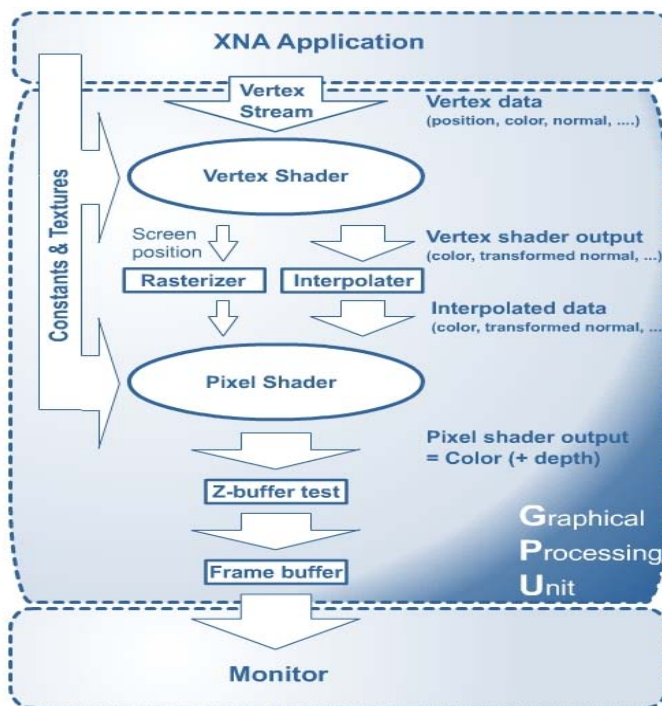 XNA Application
Vertex
Stream
Vertex data
(position, color, normal, ....)
Constants & Textures
Vertex Shader
Screen
position
Vertex shader output
(color, transformed normal, ...)
Rasterizer
Interpolater
Interpolated data
(color, transformed normal, ...
Pixel Shader
Pixel shader output
= Color (+ depth)
Z-buffer test
Graphical
Processing
Unit
Frame buffer
Monitor